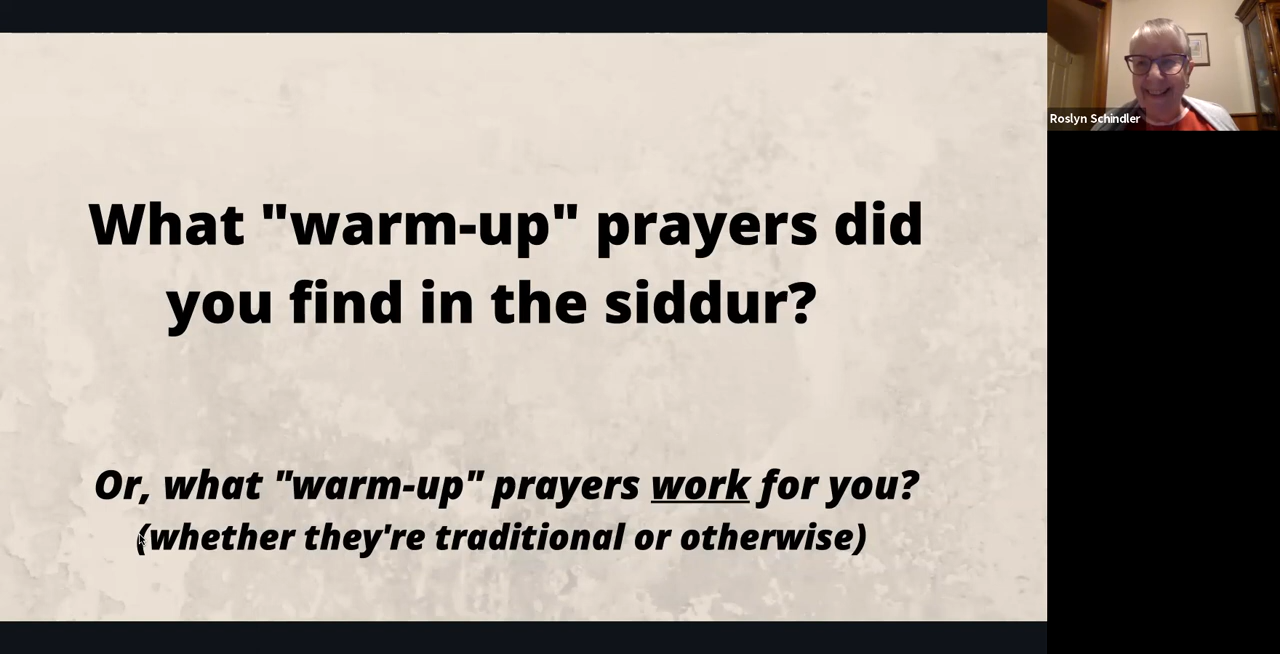 What "warm-up" prayers did
you find in the siddur?
Or, what "warm-up" prayers work for you?
(whether they're traditional or otherwise)
Roslyn Schindler